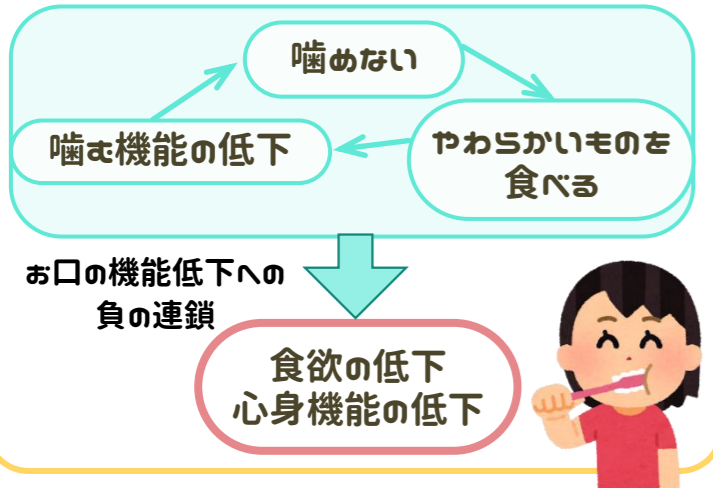 噛めない
やわらかいものを
食べる
噛む機能の低下
お口の機能低下への
負の連鎖
食欲の低下
心身機能の低下